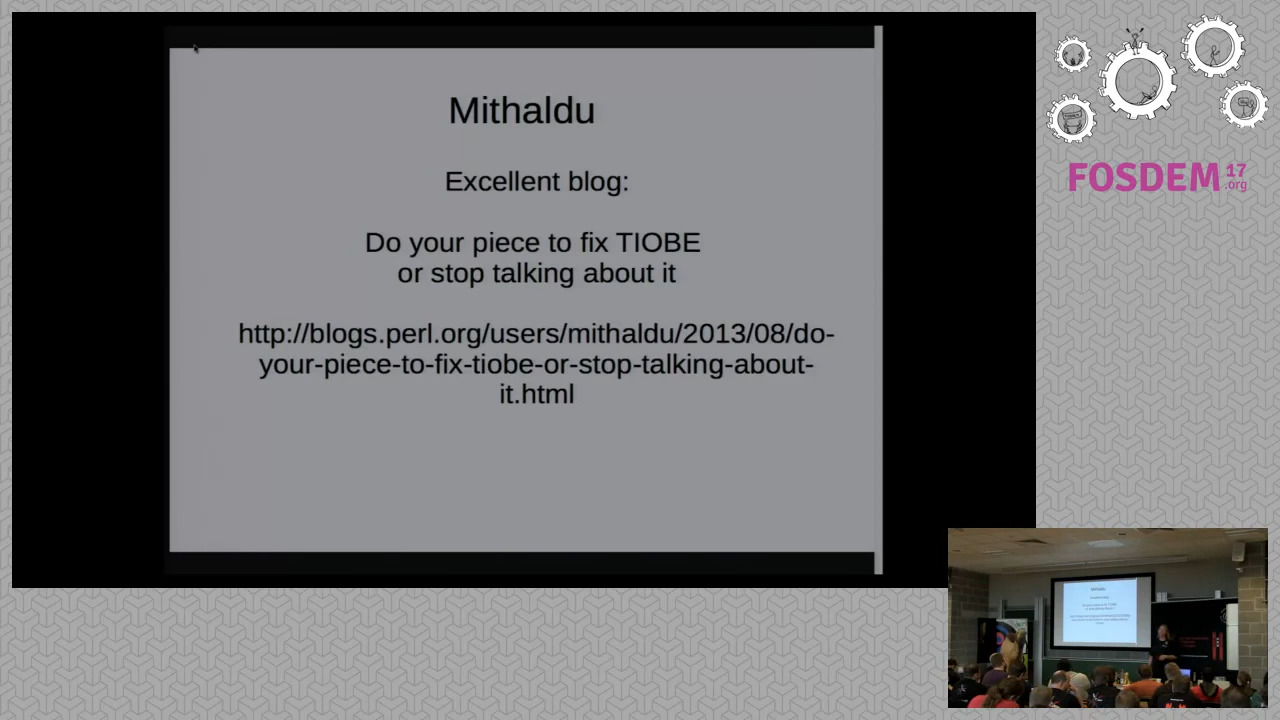 Mithaldu
Excellent blog:
Do your piece to fix TIOBE
or stop talking about it
http://blogs.perl.org/users/mithaldu/2013/08/do-
your-piece-to-fix-tiobe-or-stop-talking-about-
it.html
FOSDEM 17
.org